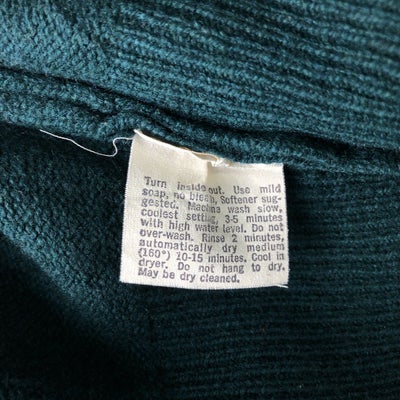 Turn inside out. Use mild
soap, no bleach, Softener sug-
gested. Machine wash slow,
coolest setting, 3-5 minutes
with high water level. Do not
over-wash. Rinse 2 minutes,
automatically dry medium
(160°) 10-15 minutes. Cool in
dryer. Do not hang to dry.
May be dry cleaned.